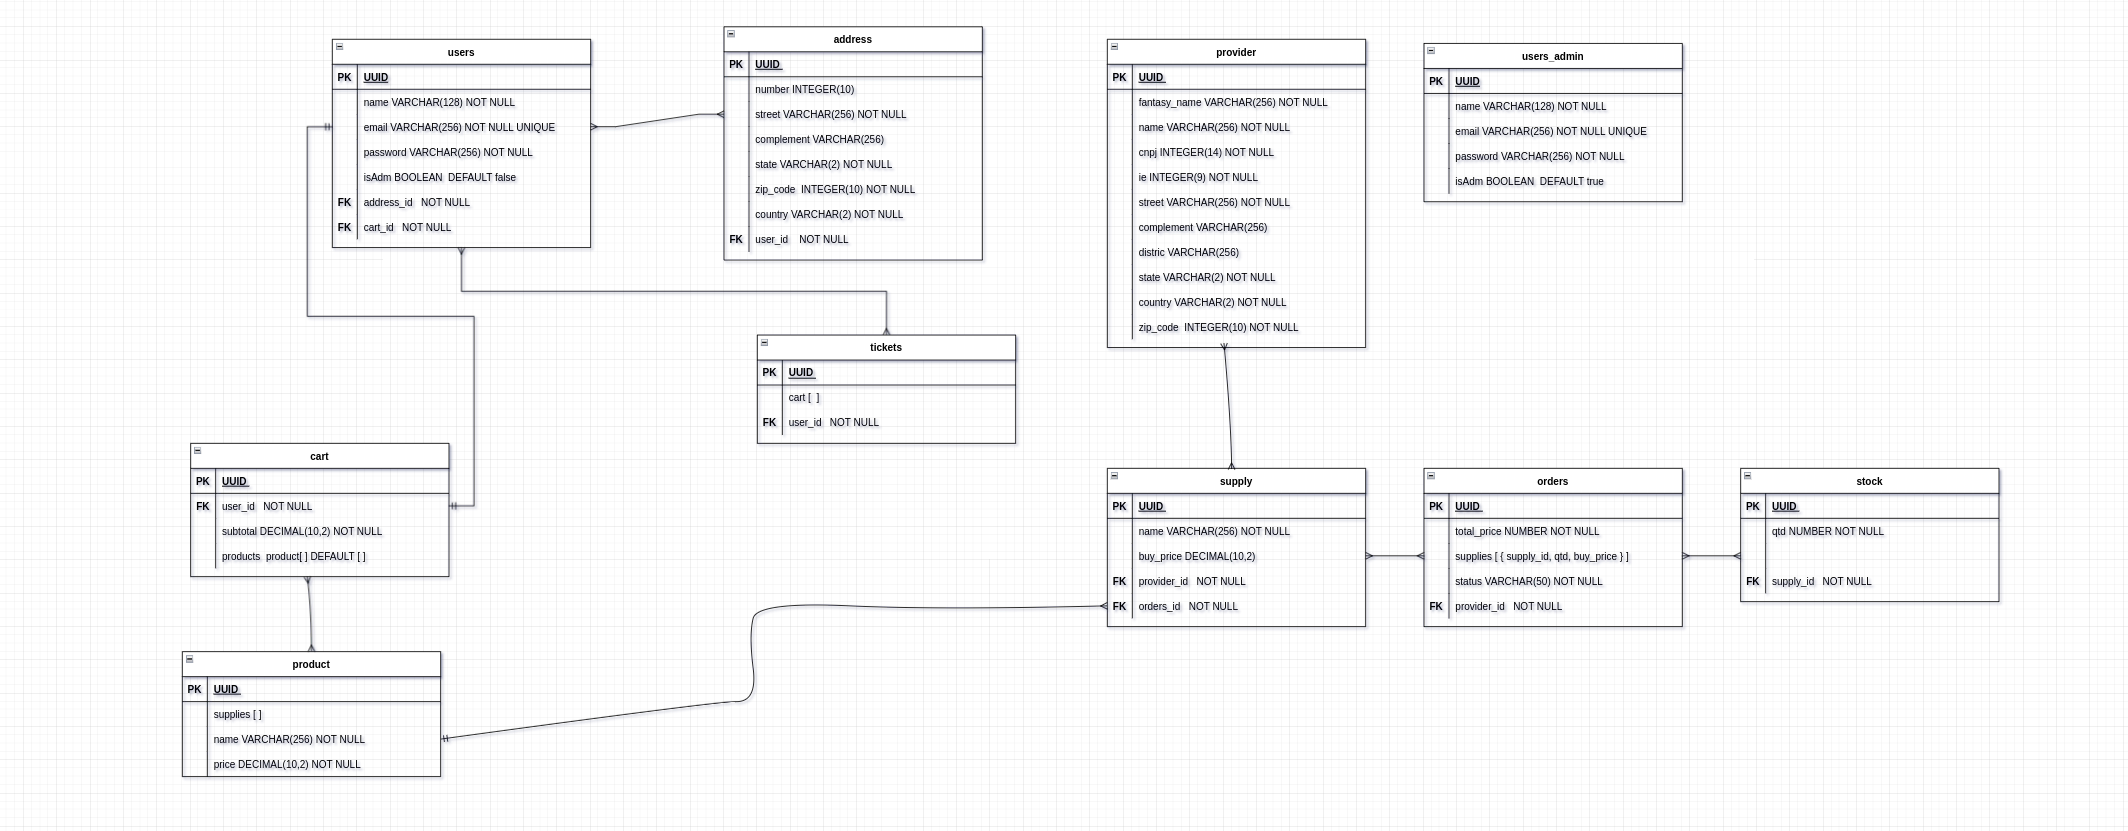 users
PK UUID
name VARCHAR(128) NOT NULL
email VARCHAR(256) NOT NULL UNIQUE
password VARCHAR(256) NOT NULL
isAdm BOOLEAN  DEFAULT false
FK address_id   NOT NULL
FK cart_id   NOT NULL
address
PK UUID
number INTEGER(10)
street VARCHAR(256) NOT NULL
complement VARCHAR(256)
state VARCHAR(2) NOT NULL
zip_code  INTEGER(10) NOT NULL
country VARCHAR(2) NOT NULL
FK user_id    NOT NULL
provider
PK UUID
fantasy_name VARCHAR(256) NOT NULL
name VARCHAR(256) NOT NULL
cnpj INTEGER(14) NOT NULL
ie INTEGER(9) NOT NULL
street VARCHAR(256) NOT NULL
complement VARCHAR(256)
distric VARCHAR(256)
state VARCHAR(2) NOT NULL
country VARCHAR(2) NOT NULL
zip_code  INTEGER(10) NOT NULL
users_admin
PK UUID
name VARCHAR(128) NOT NULL
email VARCHAR(256) NOT NULL UNIQUE
password VARCHAR(256) NOT NULL
isAdm BOOLEAN  DEFAULT true
tickets
PK UUID
cart [  ]
FK user_id   NOT NULL
cart
PK UUID
FK user_id   NOT NULL
subtotal DECIMAL(10,2) NOT NULL
products  product[ ] DEFAULT [ ]
supply
PK UUID
name VARCHAR(256) NOT NULL
buy_price DECIMAL(10,2)
FK provider_id   NOT NULL
FK orders_id   NOT NULL
orders
PK UUID
total_price NUMBER NOT NULL
supplies [ { supply_id, qtd, buy_price } ]
status VARCHAR(50) NOT NULL
FK provider_id   NOT NULL
stock
PK UUID
qtd NUMBER NOT NULL
FK supply_id   NOT NULL
product
PK UUID
supplies [ ]
name VARCHAR(256) NOT NULL
price DECIMAL(10,2) NOT NULL